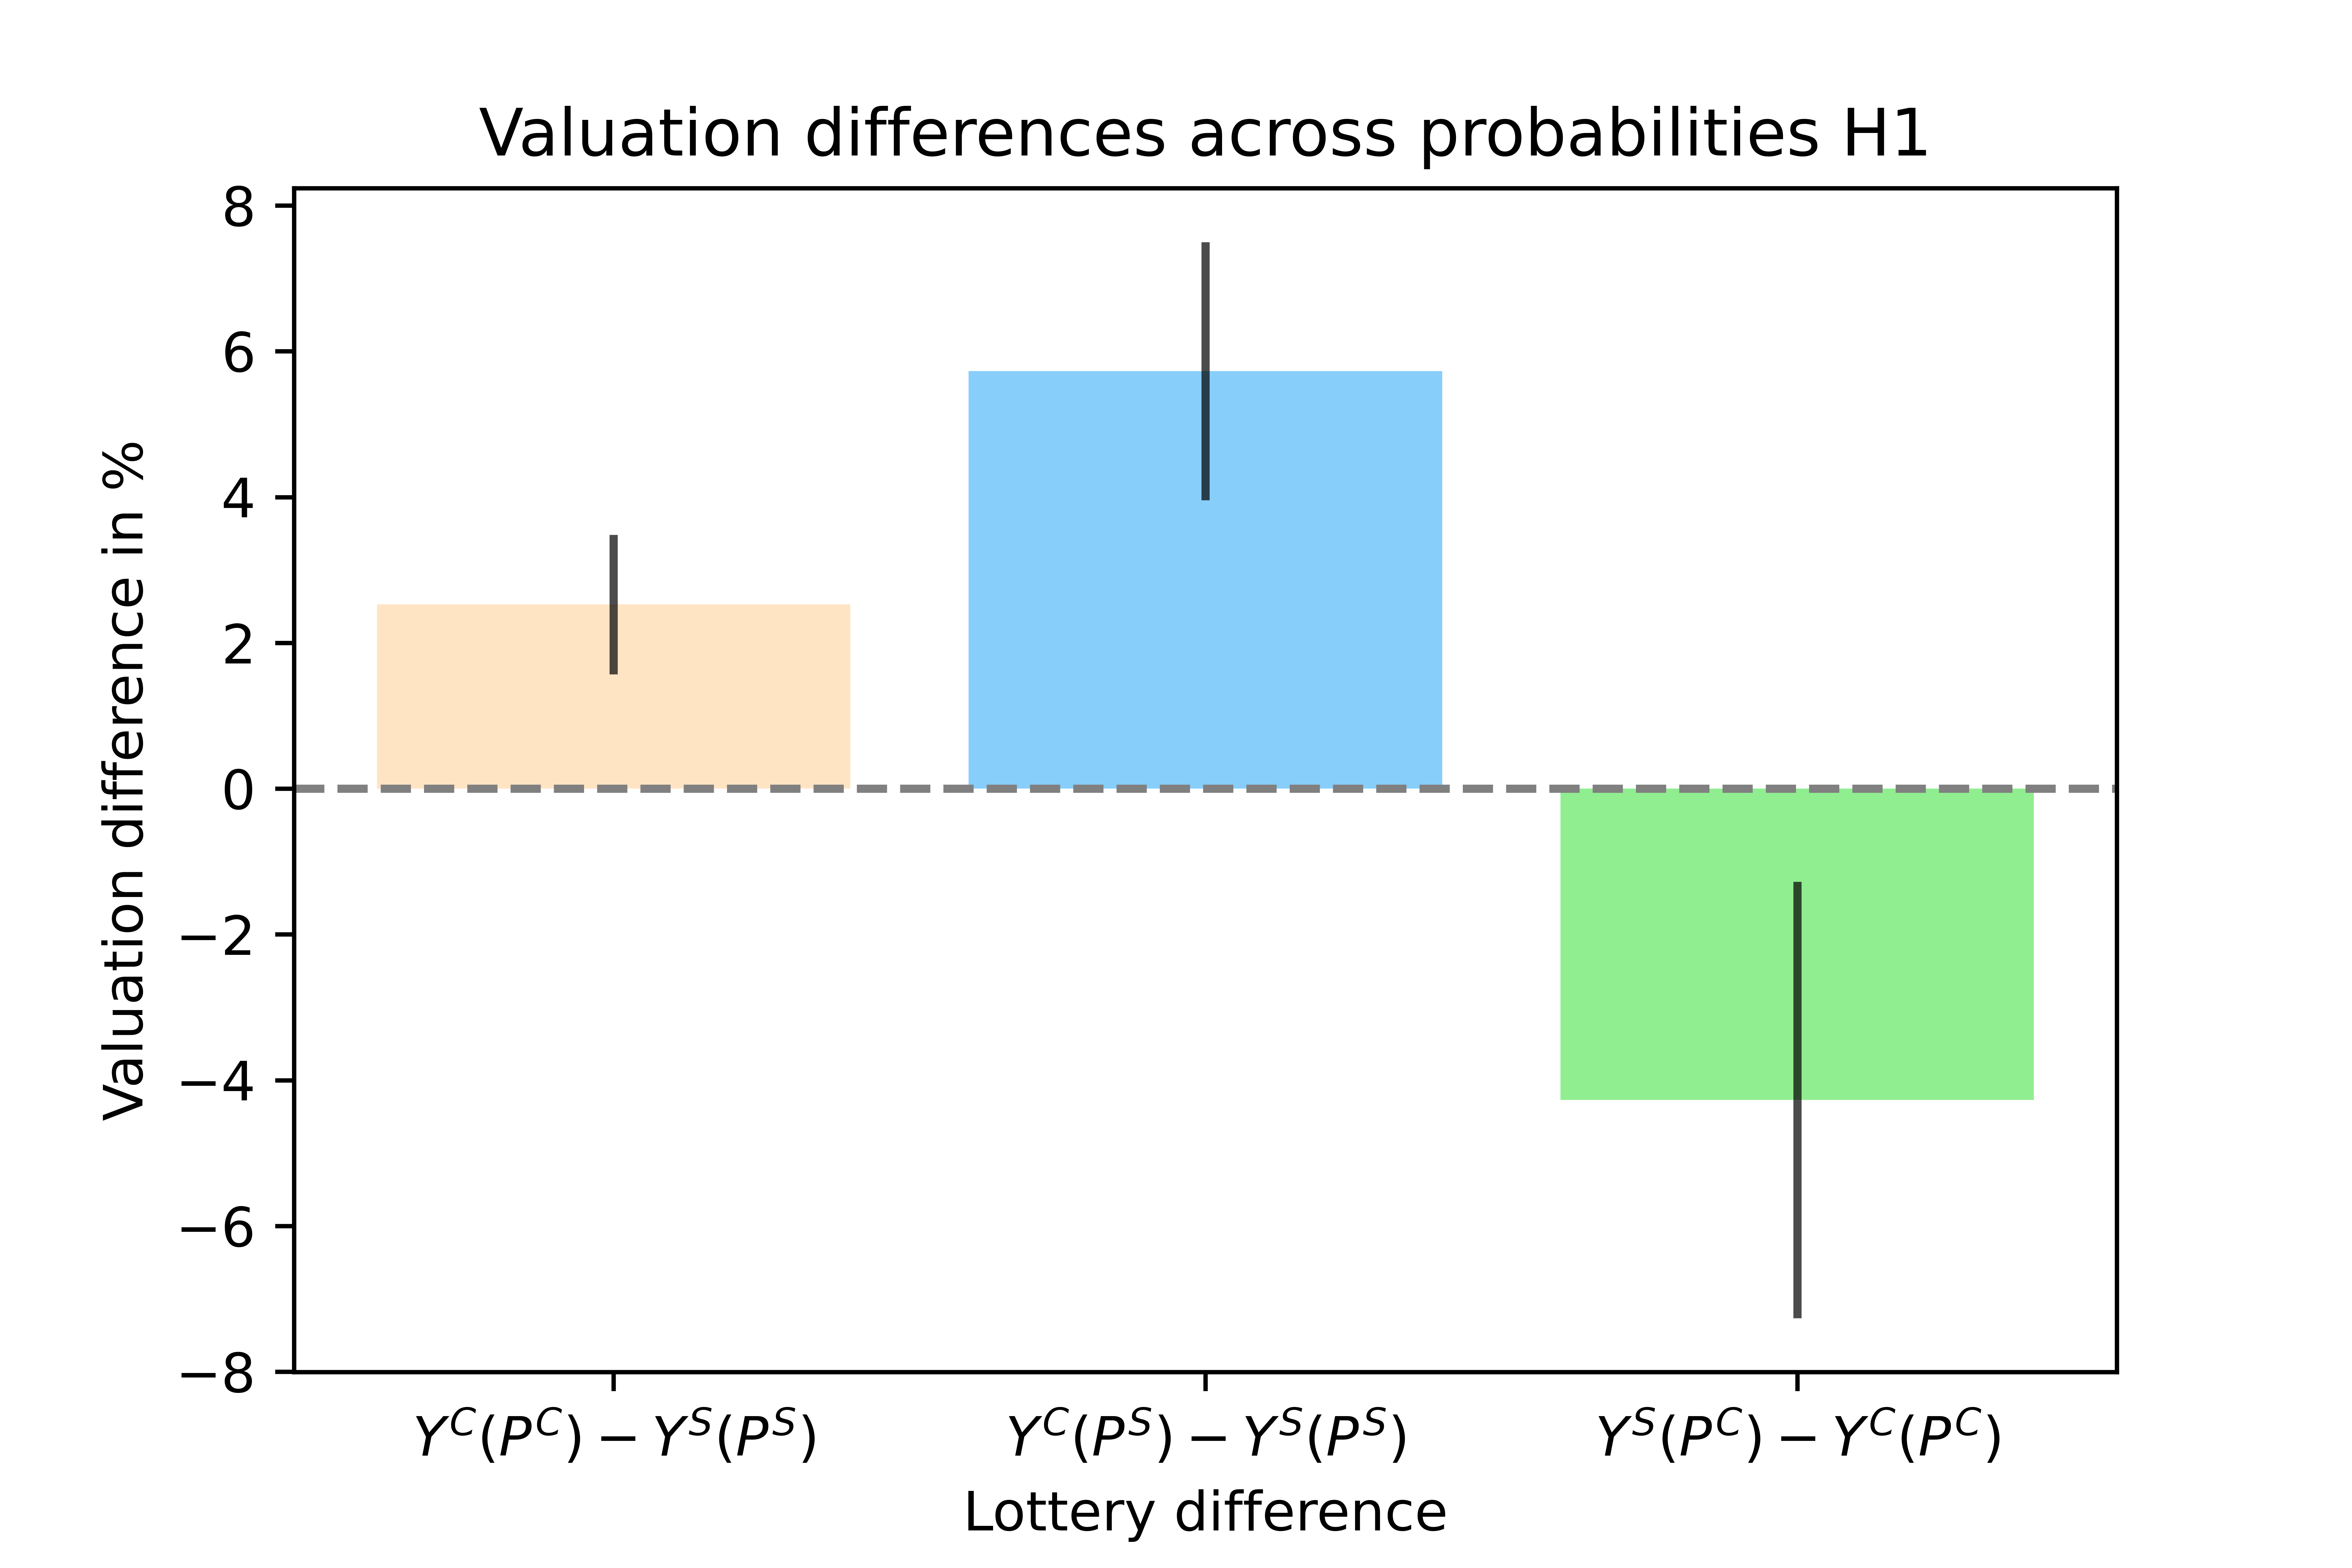 Valuation differences across probabilities H1
Valuation difference in %
8
6
4
2
0
−2
−4
−6
−8
Y^C(P^C) − Y^S(P^S)
Y^C(P^S) − Y^S(P^S)
Y^S(P^C) − Y^C(P^C)
Lottery difference